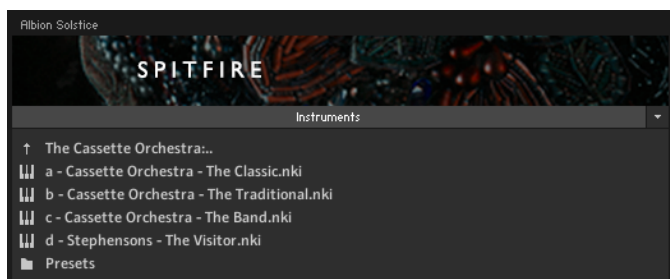 Albion Solstice
SPITFIRE
Instruments
The Cassette Orchestra:..
a - Cassette Orchestra - The Classic.nki
b - Cassette Orchestra - The Traditional.nki
c - Cassette Orchestra - The Band.nki
d - Stephensons - The Visitor.nki
Presets